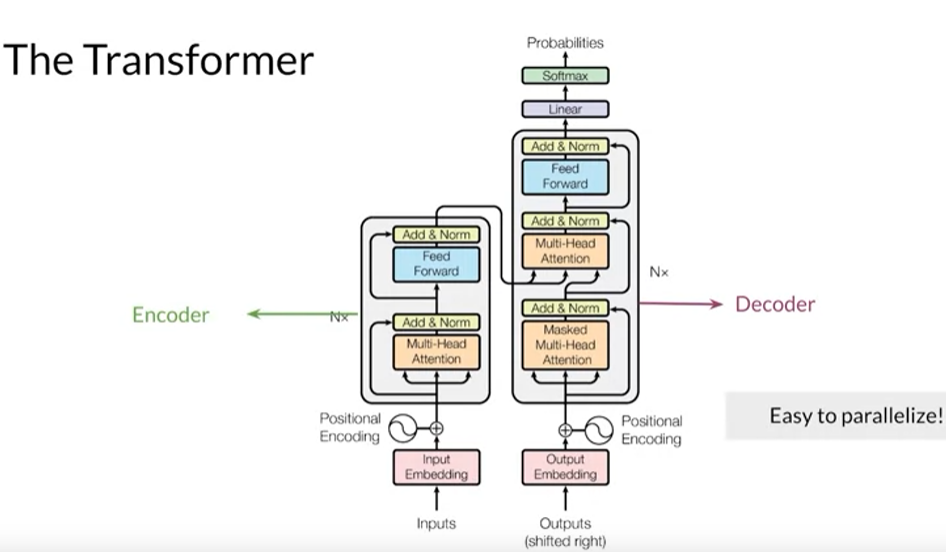 The Transformer
Probabilities
Softmax
Linear
Add & Norm
Feed
Forward
Add & Norm
Multi-Head
Attention
Add & Norm
Masked
Multi-Head
Attention
Nx
Decoder
Add & Norm
Feed
Forward
Add & Norm
Multi-Head
Attention
Nx
Encoder
Positional
Encoding
Input
Embedding
Inputs
Positional
Encoding
Output
Embedding
Outputs
(shifted right)
Easy to parallelize!